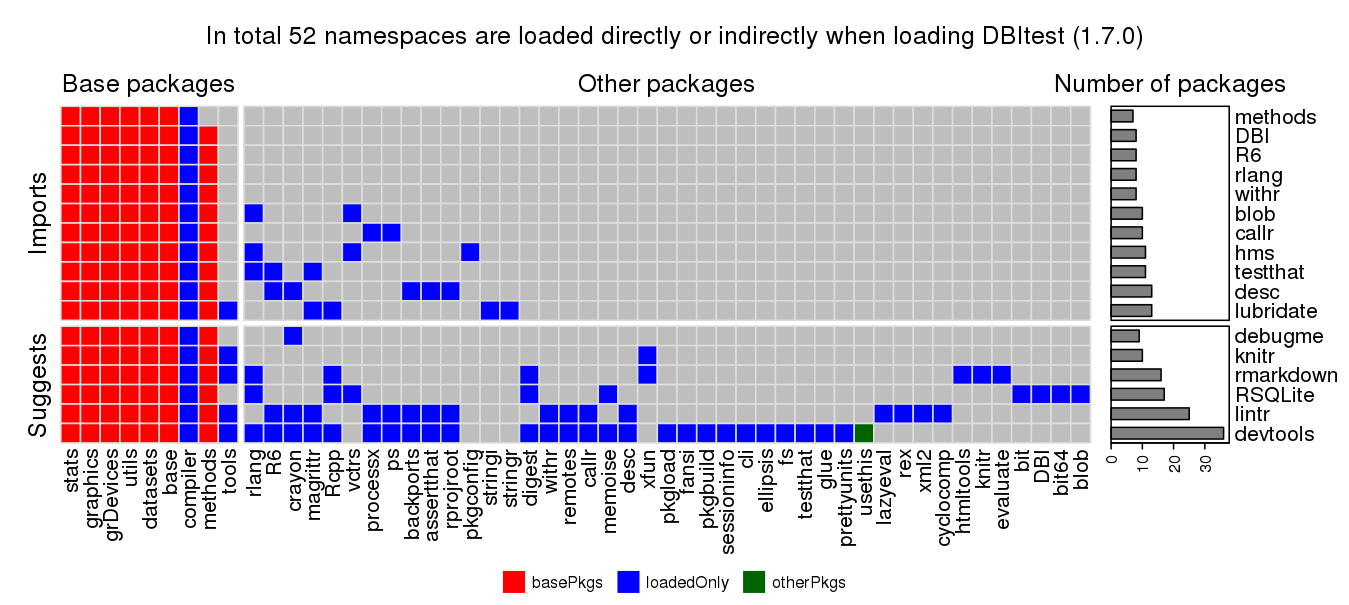 In total 52 namespaces are loaded directly or indirectly when loading DBItest (1.7.0)
Base packages
Other packages
Number of packages
Imports
Suggests
methods
DBI
R6
rlang
withr
blob
callr
hms
testthat
desc
lubridate
debugme
knitr
rmarkdown
RSQLite
lintr
devtools
0
10
20
30
stats
graphics
grDevices
utils
datasets
base
compiler
methods
tools
rlang
R6
crayon
magrittr
Rcpp
vctrs
processx
ps
backports
assertthat
rprojroot
pkgconfig
stringi
stringr
digest
withr
remotes
callr
memoise
desc
xfun
pkgload
fansi
pkgbuild
sessioninfo
cli
ellipsis
fs
testthat
glue
prettyunits
usethis
lazyeval
rex
xml2
cyclocomp
htmltools
knitr
evaluate
bit
DBI
bit64
blob
basePkgs
loadedOnly
otherPkgs